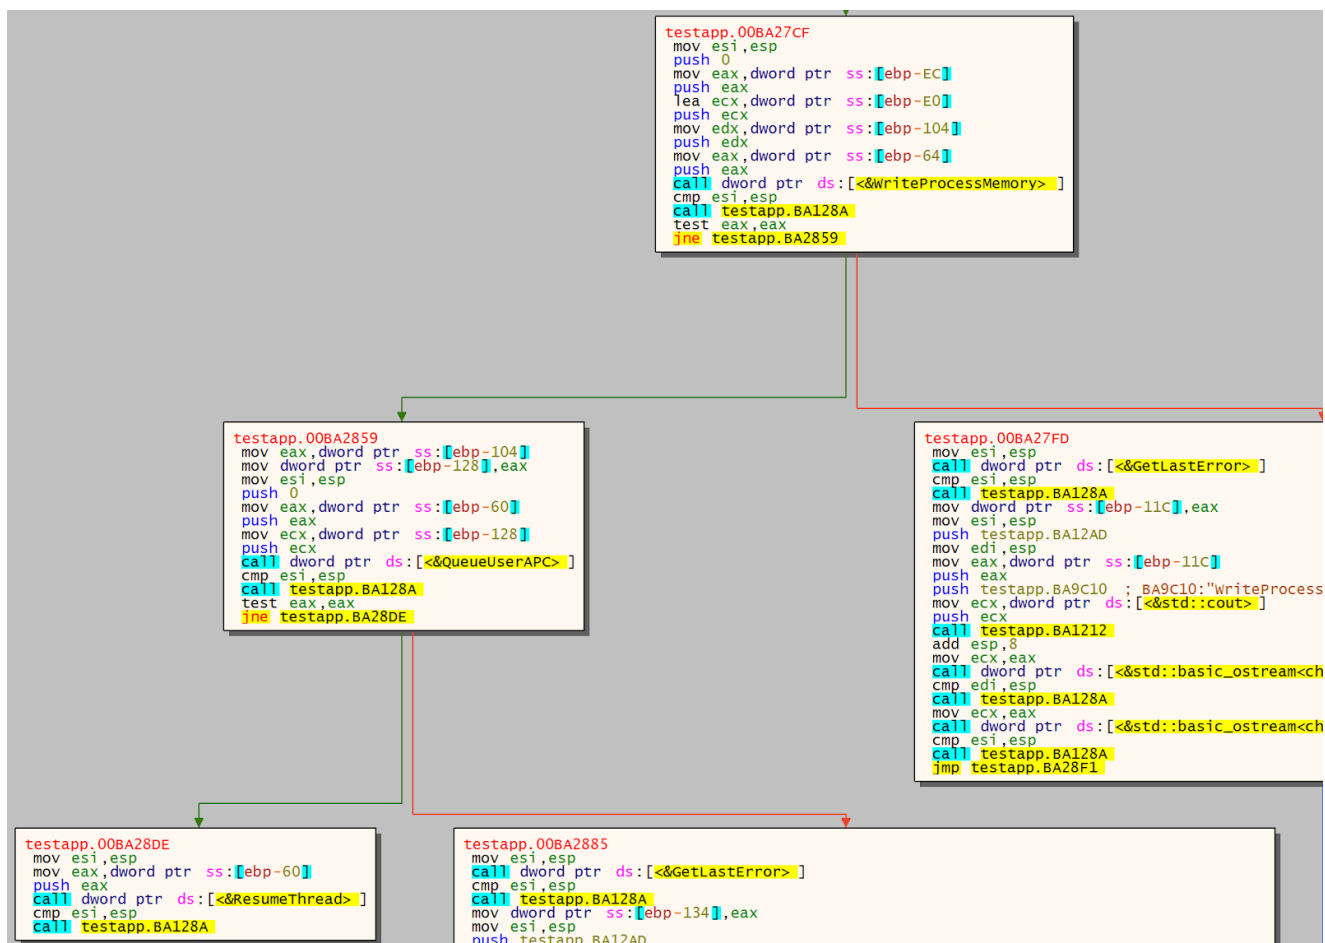 testapp.00BA27CF
mov esi,esp
push 0
mov eax,dword ptr ss:[ebp-EC]
push eax
lea ecx,dword ptr ss:[ebp-E0]
push ecx
mov edx,dword ptr ss:[ebp-104]
push edx
mov eax,dword ptr ss:[ebp-64]
push eax
call dword ptr ds:[<&WriteProcessMemory>]
cmp esi,esp
call testapp.BA128A
test eax,eax
jne testapp.BA2859
testapp.00BA2859
mov eax,dword ptr ss:[ebp-104]
mov dword ptr ss:[ebp-128],eax
mov esi,esp
push 0
mov eax,dword ptr ss:[ebp-60]
push eax
mov ecx,dword ptr ss:[ebp-128]
push ecx
call dword ptr ds:[<&QueueUserAPC>]
cmp esi,esp
call testapp.BA128A
test eax,eax
jne testapp.BA28DE
testapp.00BA27FD
mov esi,esp
call dword ptr ds:[<&GetLastError>]
cmp esi,esp
call testapp.BA128A
mov dword ptr ss:[ebp-11C],eax
mov esi,esp
push testapp.BA12AD
mov edi,esp
mov eax,dword ptr ss:[ebp-11C]
push eax
push testapp.BA9C10 ; BA9C10:"WriteProcess
mov ecx,dword ptr ds:[<&std::cout>]
push ecx
call testapp.BA1212
add esp,8
mov ecx,eax
call dword ptr ds:[<&std::basic_ostream<ch
cmp edi,esp
call testapp.BA128A
mov ecx,eax
call dword ptr ds:[<&std::basic_ostream<ch
cmp esi,esp
call testapp.BA128A
jmp testapp.BA28F1
testapp.00BA28DE
mov esi,esp
mov eax,dword ptr ss:[ebp-60]
push eax
call dword ptr ds:[<&ResumeThread>]
cmp esi,esp
call testapp.BA128A
testapp.00BA2885
mov esi,esp
call dword ptr ds:[<&GetLastError>]
cmp esi,esp
call testapp.BA128A
mov dword ptr ss:[ebp-134],eax
mov esi,esp
push testapp.BA12AD